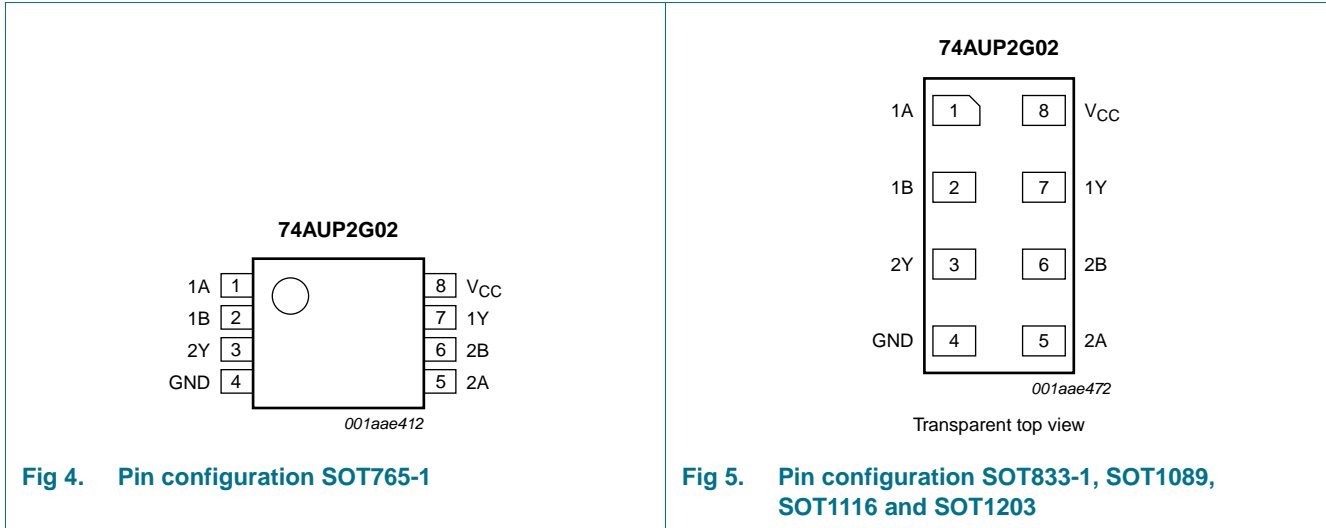 74AUP2G02
1A 1 8 VCC
1B 2 7 1Y
2Y 3 6 2B
GND 4 5 2A
001aae412
Fig 4. Pin configuration SOT765-1
74AUP2G02
1A 1 8 VCC
1B 2 7 1Y
2Y 3 6 2B
GND 4 5 2A
001aae472
Transparent top view
Fig 5. Pin configuration SOT833-1, SOT1089,
SOT1116 and SOT1203